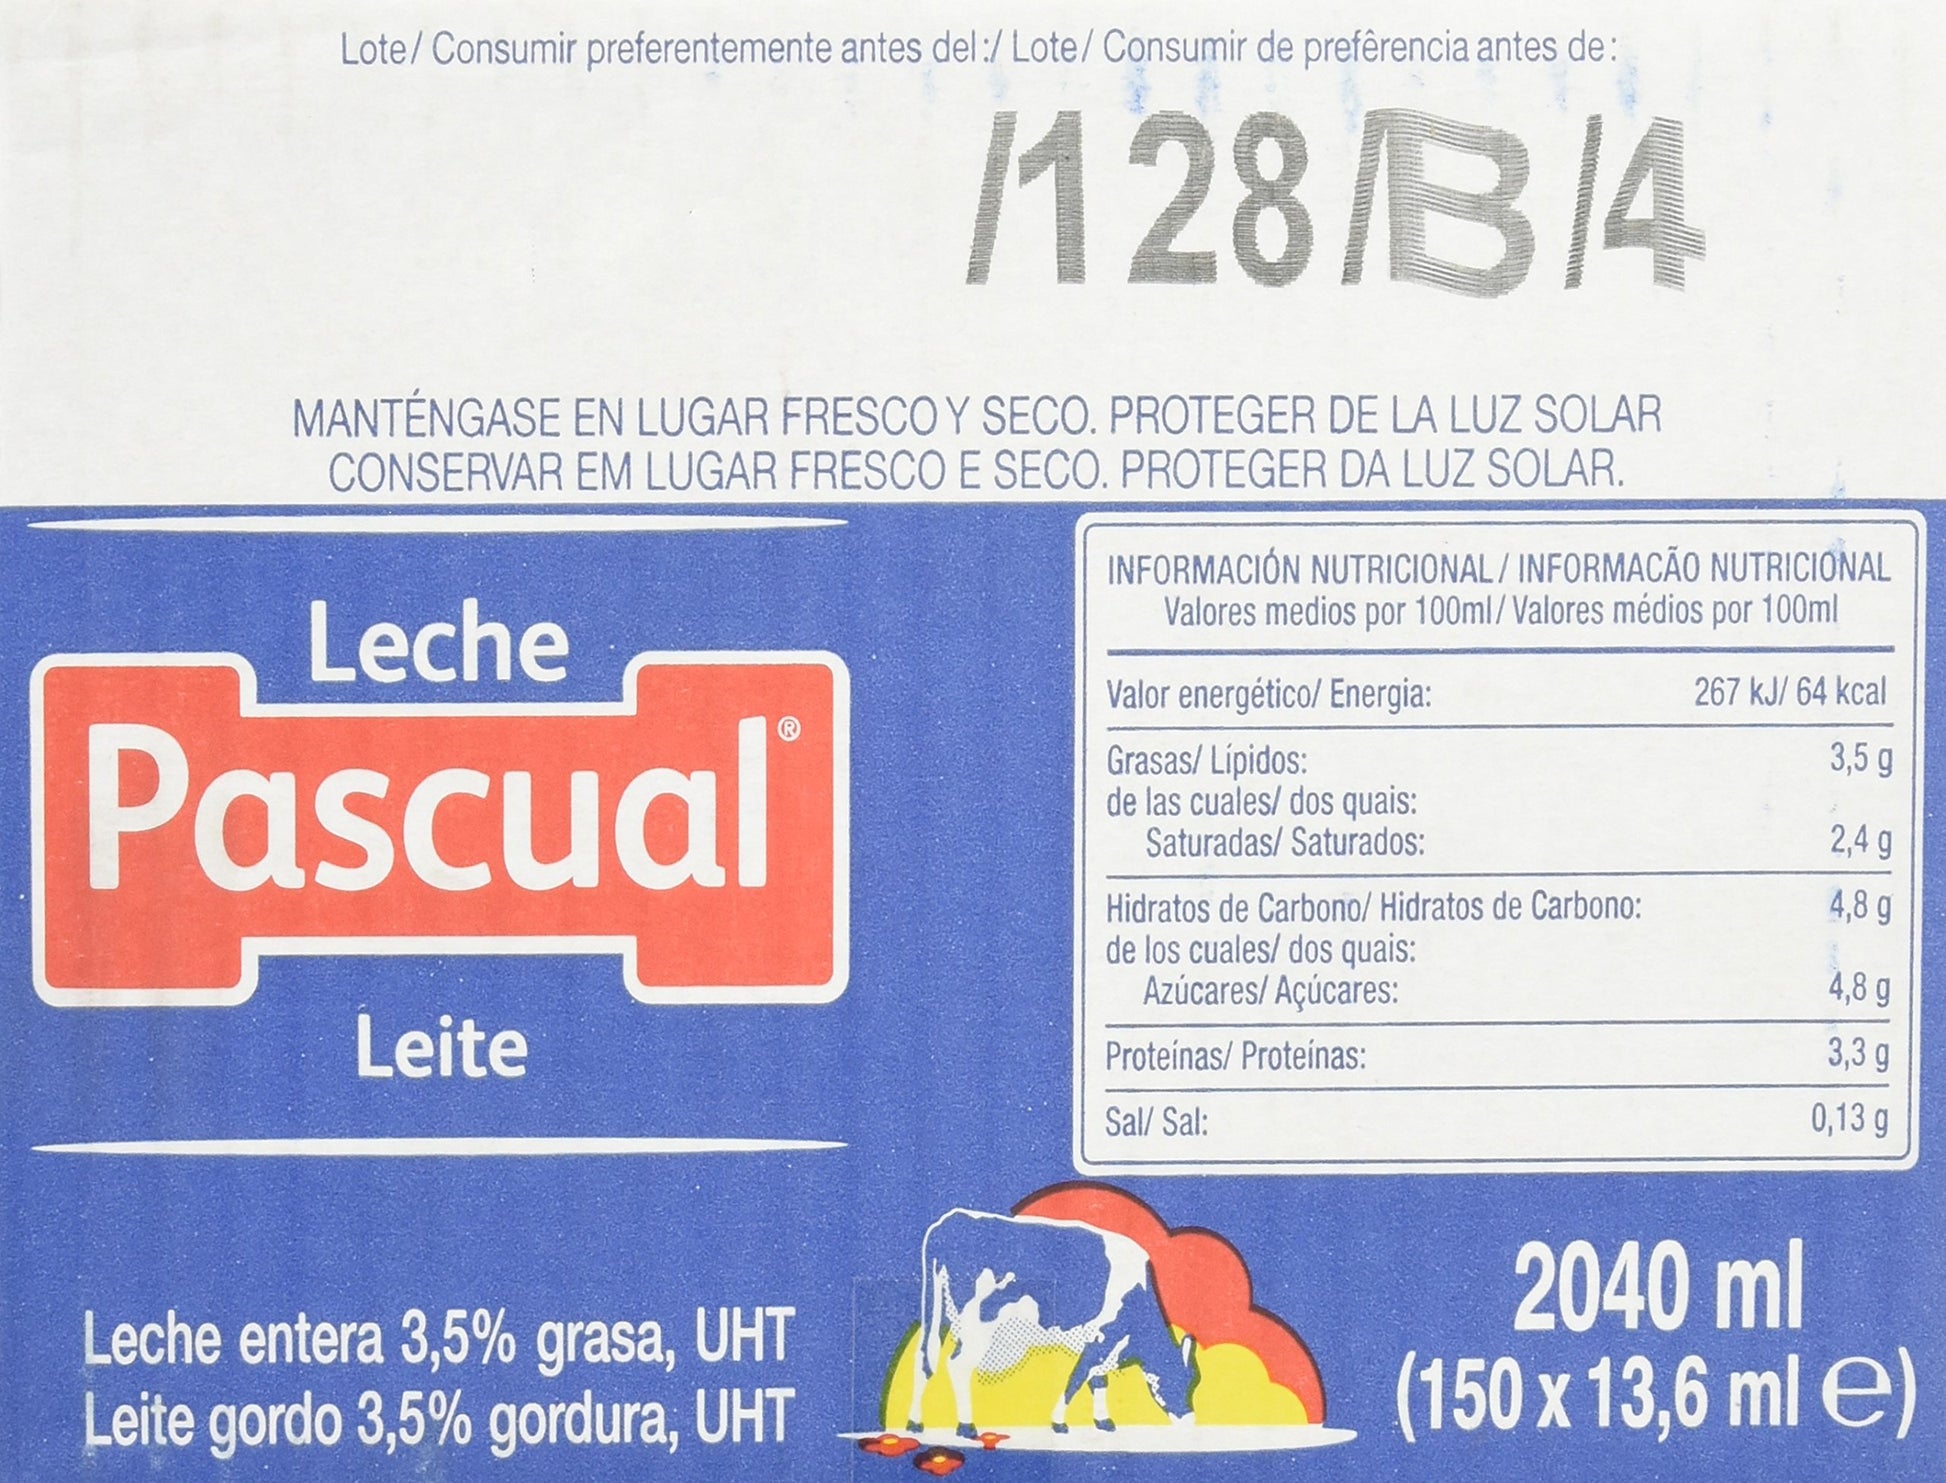 Lote/ Consumir preferentemente antes del:/ Lote/ Consumir de prefêrencia antes de:
/128/B/4
MANTÉNGASE EN LUGAR FRESCO Y SECO. PROTEGER DE LA LUZ SOLAR
CONSERVAR EM LUGAR FRESCO E SECO. PROTEGER DA LUZ SOLAR.
Leche
Pascual®
Leite
Leche entera 3,5% grasa, UHT
Leite gordo 3,5% gordura, UHT
INFORMACIÓN NUTRICIONAL / INFORMACÃO NUTRICIONAL
Valores medios por 100ml/ Valores médios por 100ml
Valor energético/ Energia: 267 kJ/ 64 kcal
Grasas/ Lípidos: 3,5 g
de las cuales/ dos quais:
Saturadas/ Saturados: 2,4 g
Hidratos de Carbono/ Hidratos de Carbono: 4,8 g
de los cuales/ dos quais:
Azúcares/ Açúcares: 4,8 g
Proteínas/ Proteínas: 3,3 g
Sal/ Sal: 0,13 g
2040 ml
(150 x 13,6 ml ℮)